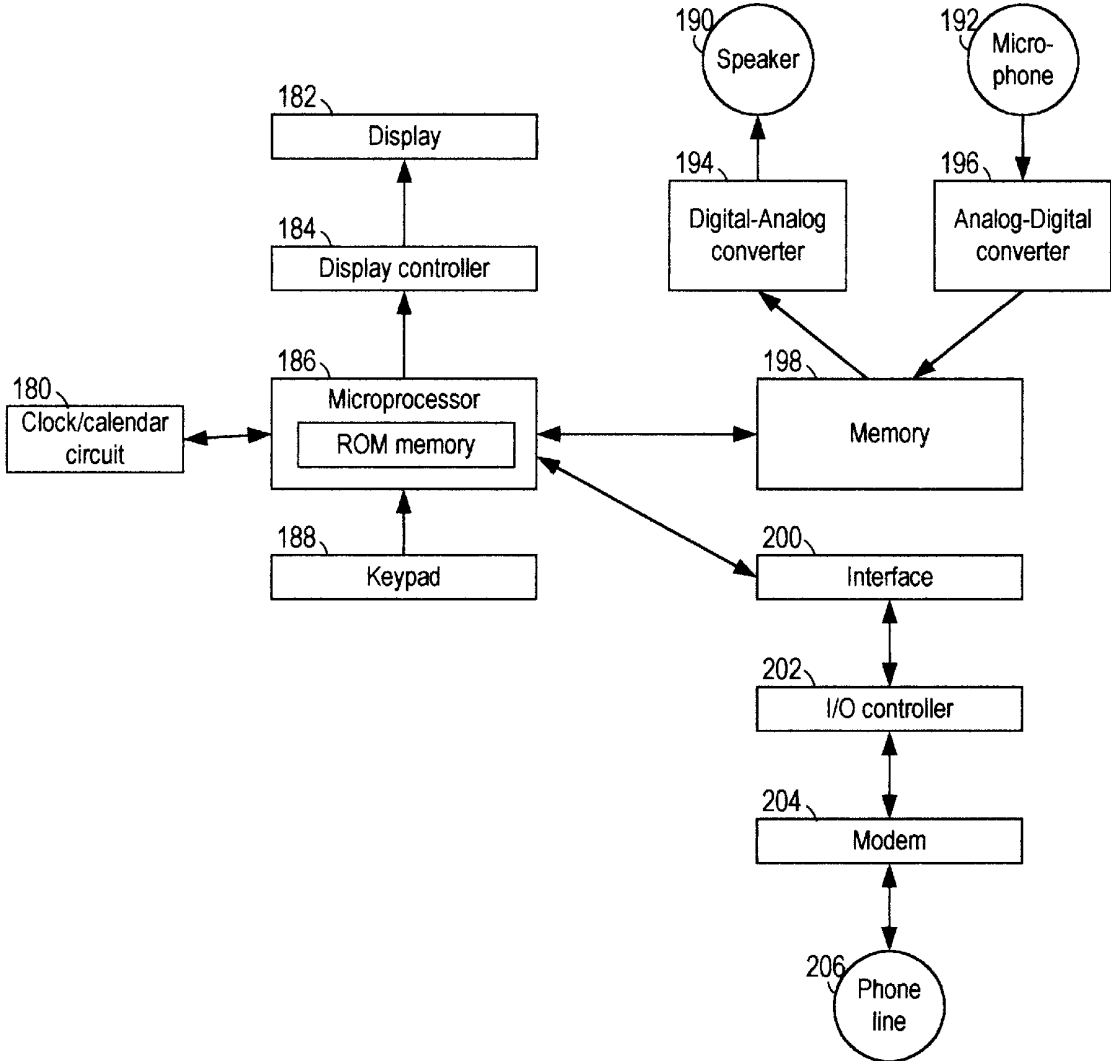 190
Speaker
192
Micro-
phone
182
Display
194
Digital-Analog
converter
196
Analog-Digital
converter
184
Display controller
180
Clock/calendar
circuit
186
Microprocessor
ROM memory
198
Memory
188
Keypad
200
Interface
202
I/O controller
204
Modem
206
Phone
line